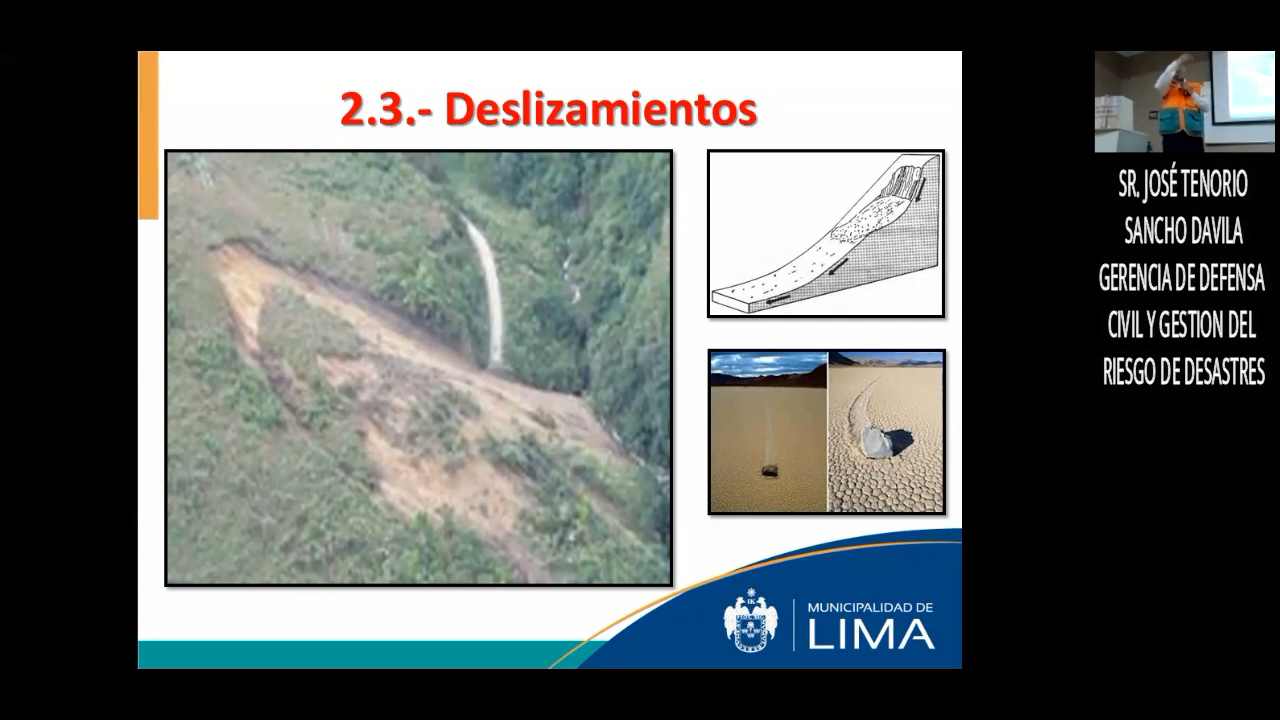 2.3.- Deslizamientos
MUNICIPALIDAD DE
LIMA
SR. JOSÉ TENORIO
SANCHO DAVILA
GERENCIA DE DEFENSA
CIVIL Y GESTION DEL
RIESGO DE DESASTRES